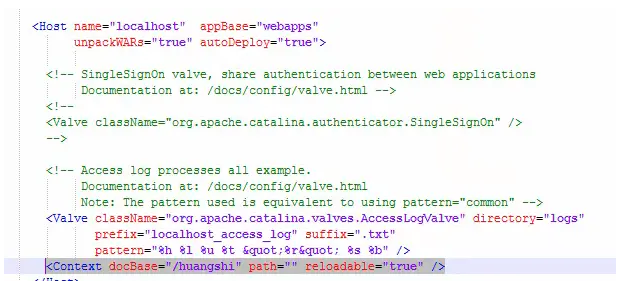 <Host name="localhost"  appBase="webapps"
unpackWARs="true" autoDeploy="true">
<!-- SingleSignOn valve, share authentication between web applications
Documentation at: /docs/config/valve.html -->
<!--
<Valve className="org.apache.catalina.authenticator.SingleSignOn" />
-->
<!-- Access log processes all example.
Documentation at: /docs/config/valve.html
Note: The pattern used is equivalent to using pattern="common" -->
<Valve className="org.apache.catalina.valves.AccessLogValve" directory="logs"
prefix="localhost_access_log" suffix=".txt"
pattern="%h %l %u %t &quot;%r&quot; %s %b" />
<Context docBase="/huangshi" path="" reloadable="true" />
</Host>